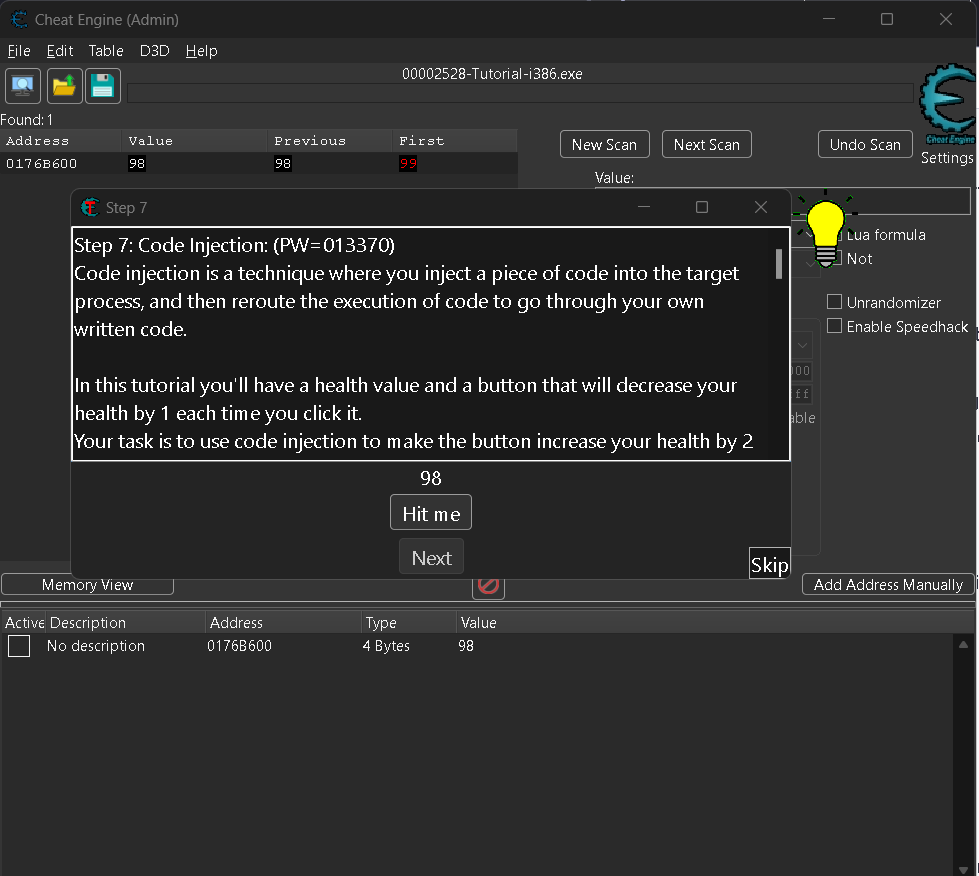 Cheat Engine (Admin)
File Edit Table D3D Help
00002528-Tutorial-i386.exe
Cheat Engine
Settings
Found: 1
Address Value Previous First
0176B600 98 98 99
New Scan Next Scan Undo Scan
Value:
Lua formula
Not
Unrandomizer
Enable Speedhack
Step 7
Step 7: Code Injection: (PW=013370)
Code injection is a technique where you inject a piece of code into the target
process, and then reroute the execution of code to go through your own
written code.
In this tutorial you'll have a health value and a button that will decrease your
health by 1 each time you click it.
Your task is to use code injection to make the button increase your health by 2
98
Hit me
Next
Skip
Memory View
Add Address Manually
Active Description Address Type Value
No description 0176B600 4 Bytes 98